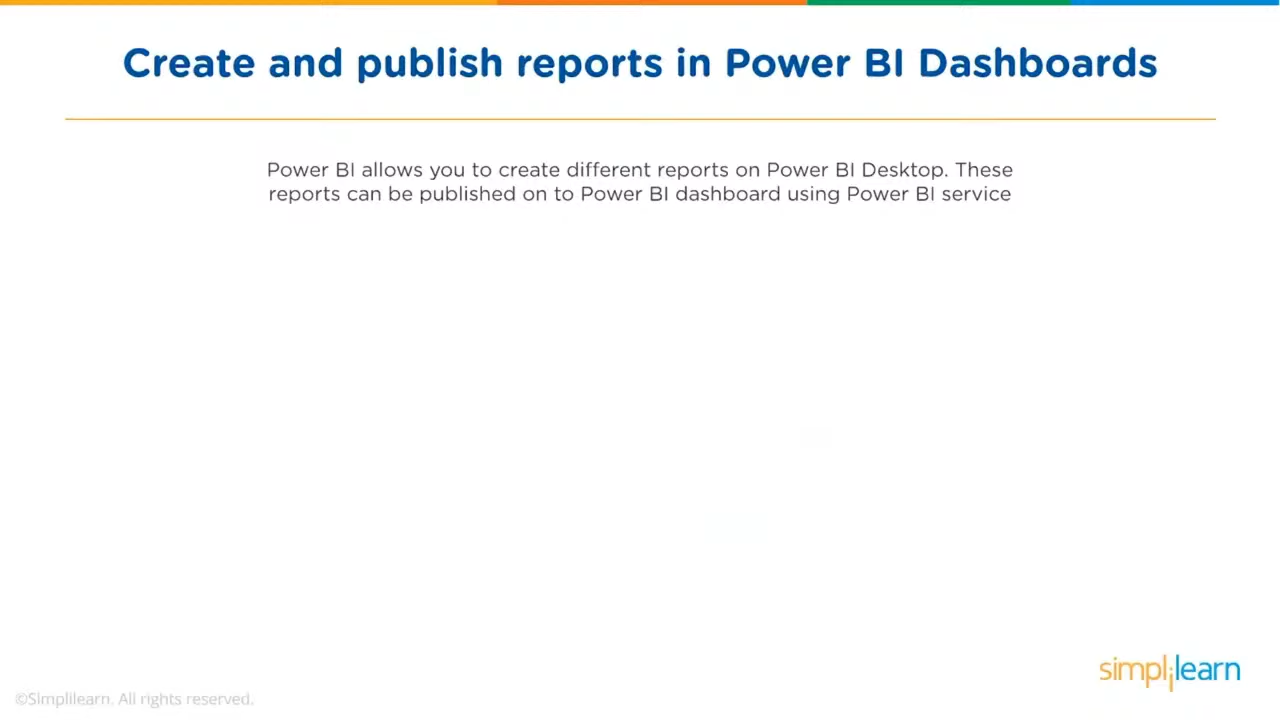 Create and publish reports in Power BI Dashboards
Power BI allows you to create different reports on Power BI Desktop. These
reports can be published on to Power BI dashboard using Power BI service
simplilearn
©Simplilearn. All rights reserved.